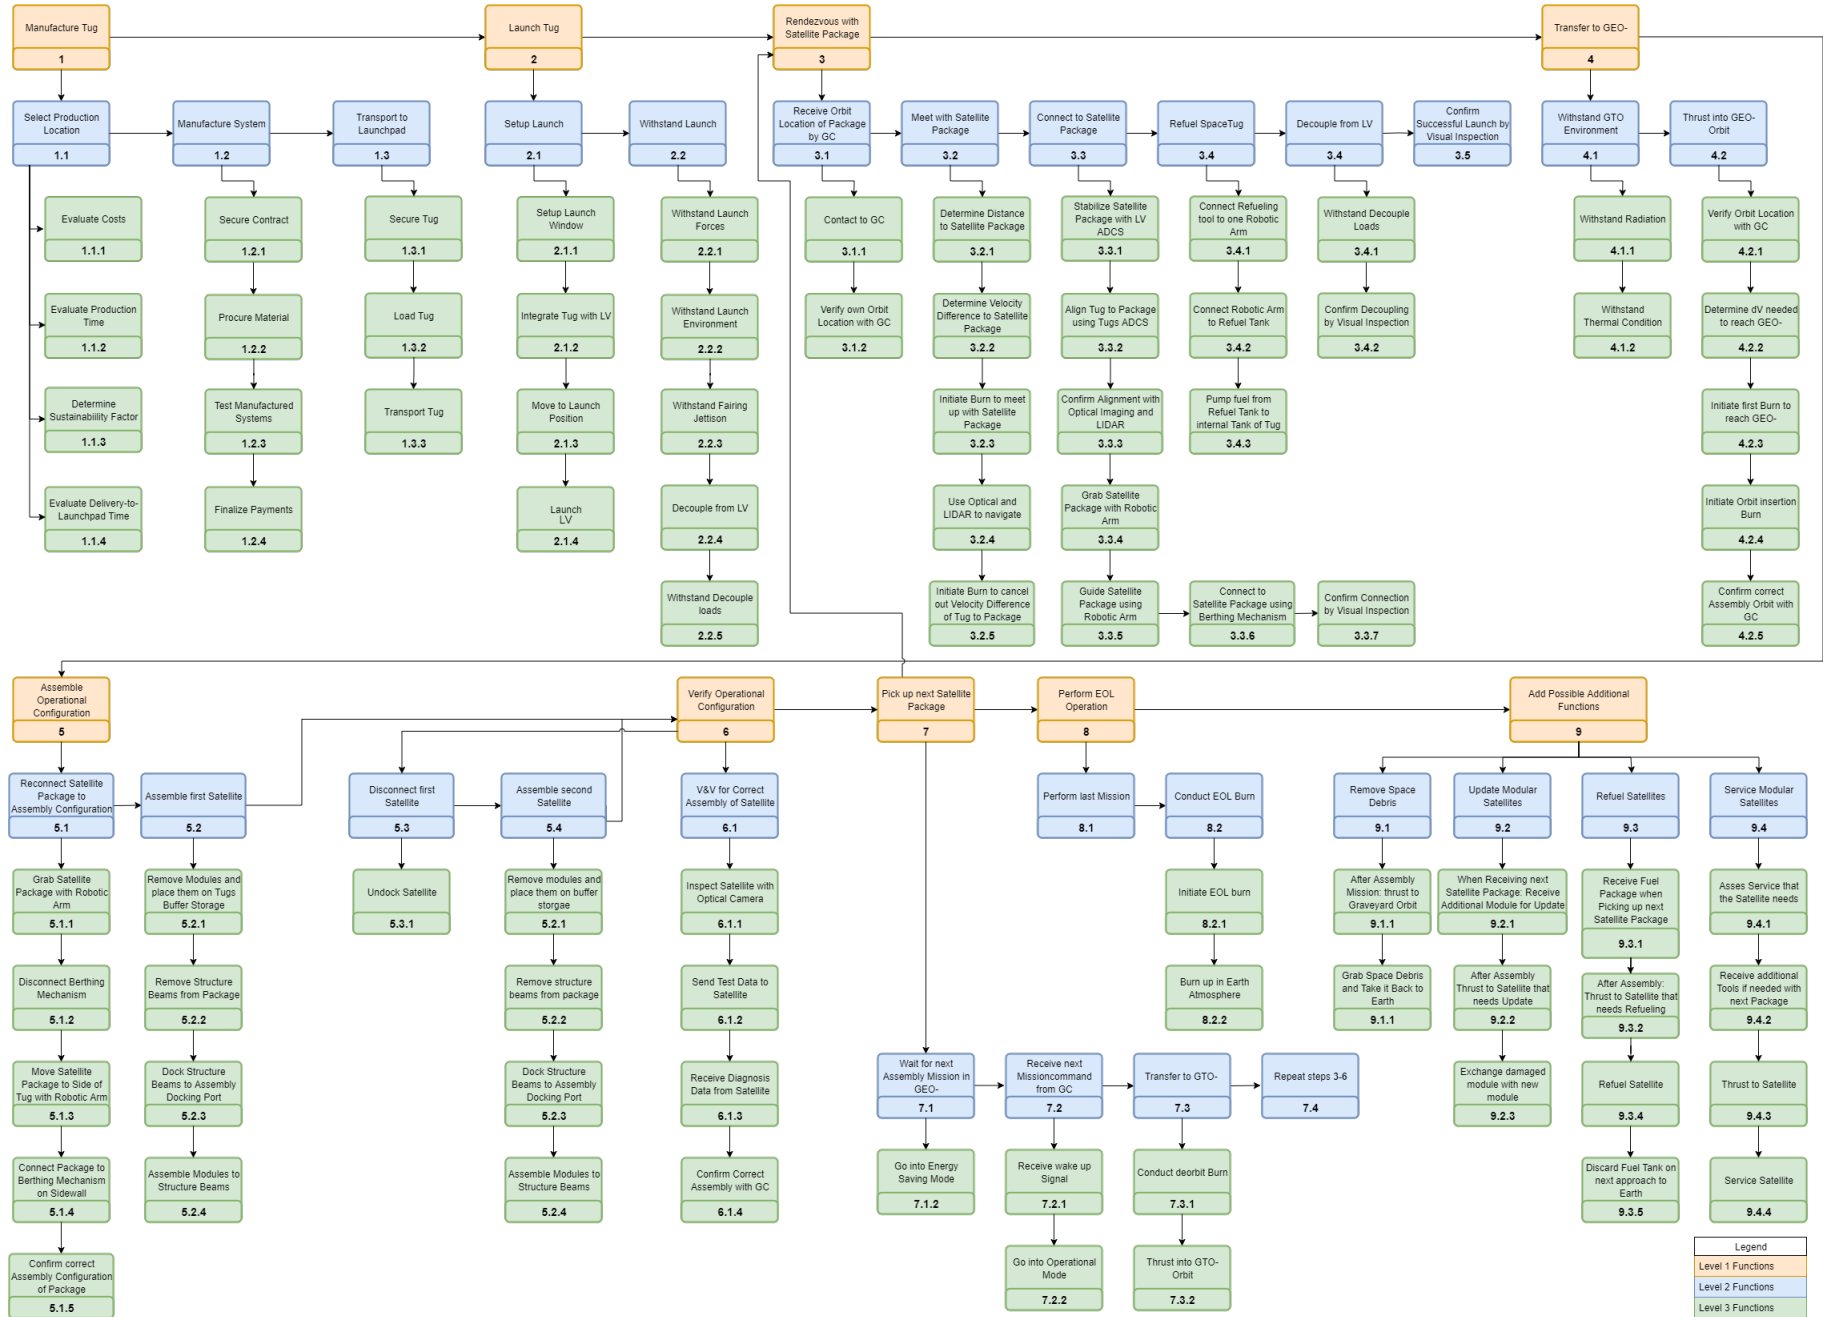 Manufacture Tug
1
Launch Tug
2
Rendezvous with
Satellite Package
3
Transfer to GEO-
4
Select Production
Location
1.1
Manufacture System
1.2
Transport to
Launchpad
1.3
Setup Launch
2.1
Withstand Launch
2.2
Receive Orbit
Location of Package
by GC
3.1
Meet with Satellite
Package
3.2
Connect to Satellite
Package
3.3
Refuel SpaceTug
3.4
Decouple from LV
3.4
Confirm
Successful Launch by
Visual Inspection
3.5
Withstand GTO
Environment
4.1
Thrust into GEO-
Orbit
4.2
Evaluate Costs
1.1.1
Secure Contract
1.2.1
Secure Tug
1.3.1
Setup Launch
Window
2.1.1
Withstand Launch
Forces
2.2.1
Contact to GC
3.1.1
Determine Distance
to Satellite Package
3.2.1
Stabilize Satellite
Package with LV
ADCS
3.3.1
Connect Refueling
tool to one Robotic
Arm
3.4.1
Withstand Decouple
Loads
3.4.1
Withstand Radiation
4.1.1
Verify Orbit Location
with GC
4.2.1
Evaluate Production
Time
1.1.2
Procure Material
1.2.2
Load Tug
1.3.2
Integrate Tug with LV
2.1.2
Withstand Launch
Environment
2.2.2
Verify own Orbit
Location with GC
3.1.2
Determine Velocity
Difference to Satellite
Package
3.2.2
Align Tug to Package
using Tugs ADCS
3.3.2
Connect Robotic Arm
to Refuel Tank
3.4.2
Confirm Decoupling
by Visual Inspection
3.4.2
Withstand
Thermal Condition
4.1.2
Determine dV needed
to reach GEO-
4.2.2
Determine
Sustainabiility Factor
1.1.3
Test Manufactured
Systems
1.2.3
Transport Tug
1.3.3
Move to Launch
Position
2.1.3
Withstand Fairing
Jettison
2.2.3
Initiate Burn to meet
up with Satellite
Package
3.2.3
Confirm Alignment with
Optical Imaging and
LIDAR
3.3.3
Pump fuel from
Refuel Tank to
internal Tank of Tug
3.4.3
Initiate first Burn to
reach GEO-
4.2.3
Evaluate Delivery-to-
Launchpad Time
1.1.4
Finalize Payments
1.2.4
Launch
LV
2.1.4
Decouple from LV
2.2.4
Use Optical and
LIDAR to navigate
3.2.4
Grab Satellite
Package with Robotic
Arm
3.3.4
Initiate Orbit insertion
Burn
4.2.4
Withstand Decouple
loads
2.2.5
Initiate Burn to cancel
out Velocity Difference
of Tug to Package
3.2.5
Guide Satellite
Package using
Robotic Arm
3.3.5
Connect to
Satellite Package using
Berthing Mechanism
3.3.6
Confirm Connection
by Visual Inspection
3.3.7
Confirm correct
Assembly Orbit with
GC
4.2.5
Assemble
Operational
Configuration
5
Verify Operational
Configuration
6
Pick up next Satellite
Package
7
Perform EOL
Operation
8
Add Possible Additional
Functions
9
Reconnect Satellite
Package to
Assembly Configuration
5.1
Assemble first Satellite
5.2
Disconnect first
Satellite
5.3
Assemble second
Satellite
5.4
V&V for Correct
Assembly of Satellite
6.1
Perform last Mission
8.1
Conduct EOL Burn
8.2
Remove Space
Debris
9.1
Update Modular
Satellites
9.2
Refuel Satellites
9.3
Service Modular
Satellites
9.4
Grab Satellite
Package with Robotic
Arm
5.1.1
Remove Modules and
place them on Tugs
Buffer Storage
5.2.1
Undock Satellite
5.3.1
Remove modules and
place them on buffer
storgae
5.2.1
Inspect Satellite with
Optical Camera
6.1.1
Initiate EOL burn
8.2.1
After Assembly
Mission: thrust to
Graveyard Orbit
9.1.1
When Receiving next
Satellite Package: Receive
Additional Module for Update
9.2.1
Receive Fuel
Package when
Picking up next
Satellite Package
9.3.1
Asses Service that
the Satellite needs
9.4.1
Disconnect Berthing
Mechanism
5.1.2
Remove Structure
Beams from Package
5.2.2
Remove structure
beams from package
5.2.2
Send Test Data to
Satellite
6.1.2
Burn up in Earth
Atmosphere
8.2.2
Grab Space Debris
and Take it Back to
Earth
9.1.1
After Assembly
Thrust to Satellite that
needs Update
9.2.2
After Assembly:
Thrust to Satellite that
needs Refueling
9.3.2
Receive additional
Tools if needed with
next Package
9.4.2
Move Satellite
Package to Side of
Tug with Robotic Arm
5.1.3
Dock Structure
Beams to Assembly
Docking Port
5.2.3
Dock Structure
Beams to Assembly
Docking Port
5.2.3
Receive Diagnosis
Data from Satellite
6.1.3
Wait for next
Assembly Mission in
GEO-
7.1
Receive next
Missioncommand
from GC
7.2
Transfer to GTO-
7.3
Repeat steps 3-6
7.4
Exchange damaged
module with new
module
9.2.3
Refuel Satellite
9.3.4
Thrust to Satellite
9.4.3
Connect Package to
Berthing Mechanism
on Sidewall
5.1.4
Assemble Modules to
Structure Beams
5.2.4
Assemble Modules to
Structure Beams
5.2.4
Confirm Correct
Assembly with GC
6.1.4
Go into Energy
Saving Mode
7.1.2
Receive wake up
Signal
7.2.1
Conduct deorbit Burn
7.3.1
Discard Fuel Tank on
next approach to
Earth
9.3.5
Service Satellite
9.4.4
Confirm correct
Assembly Configuration
of Package
5.1.5
Go into Operational
Mode
7.2.2
Thrust into GTO-
Orbit
7.3.2
Legend
Level 1 Functions
Level 2 Functions
Level 3 Functions